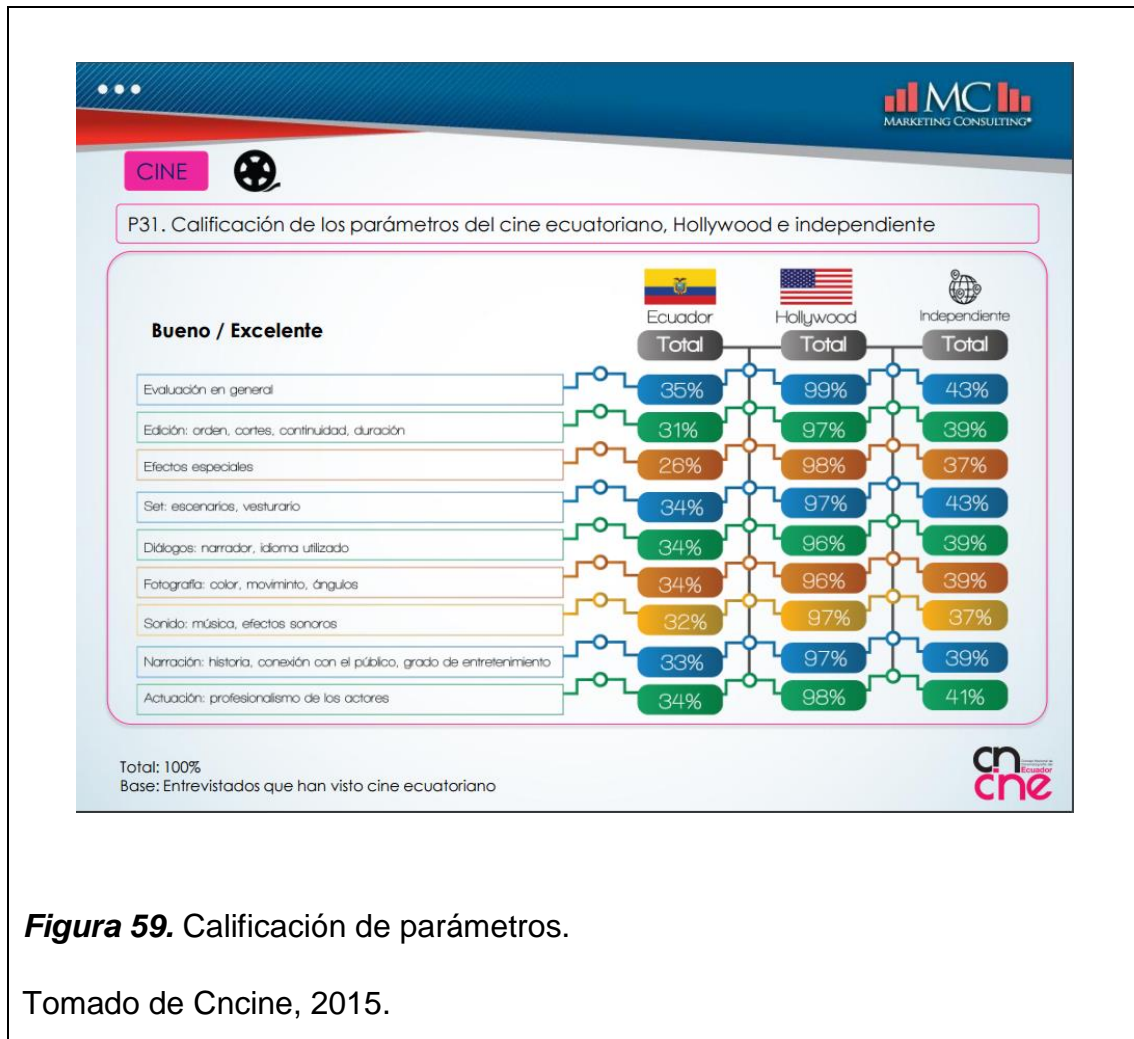 MC
MARKETING CONSULTING®
CINE
P31. Calificación de los parámetros del cine ecuatoriano, Hollywood e independiente
Ecuador Hollywood Independiente
Bueno / Excelente
Total Total Total
Evaluación en general 35% 99% 43%
Edición: orden, cortes, continuidad, duración 31% 97% 39%
Efectos especiales 26% 98% 37%
Set: escenarios, vesturario 34% 97% 43%
Diálogos: narrador, idioma utilizado 34% 96% 39%
Fotografía: color, moviminto, ángulos 34% 96% 39%
Sonido: música, efectos sonoros 32% 97% 37%
Narración: historia, conexión con el público, grado de entretenimiento 33% 97% 39%
Actuación: profesionalismo de los actores 34% 98% 41%
Total: 100%
Base: Entrevistados que han visto cine ecuatoriano
cn
Ecuador
cne
Figura 59. Calificación de parámetros.
Tomado de Cncine, 2015.